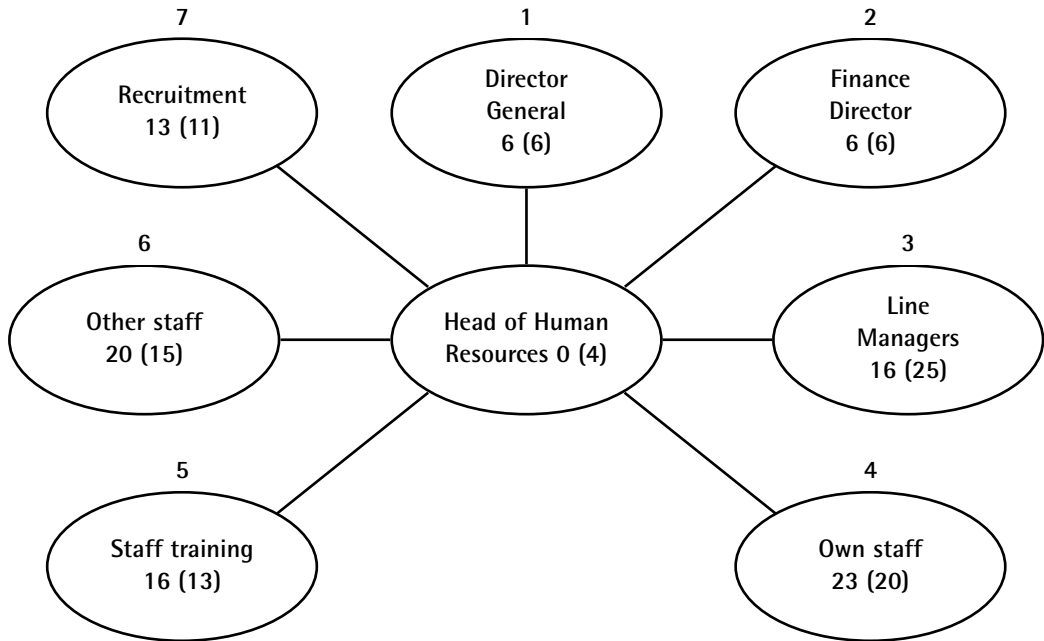 7
Recruitment
13 (11)
1
Director
General
6 (6)
2
Finance
Director
6 (6)
6
Other staff
20 (15)
Head of Human
Resources 0 (4)
3
Line
Managers
16 (25)
5
Staff training
16 (13)
4
Own staff
23 (20)